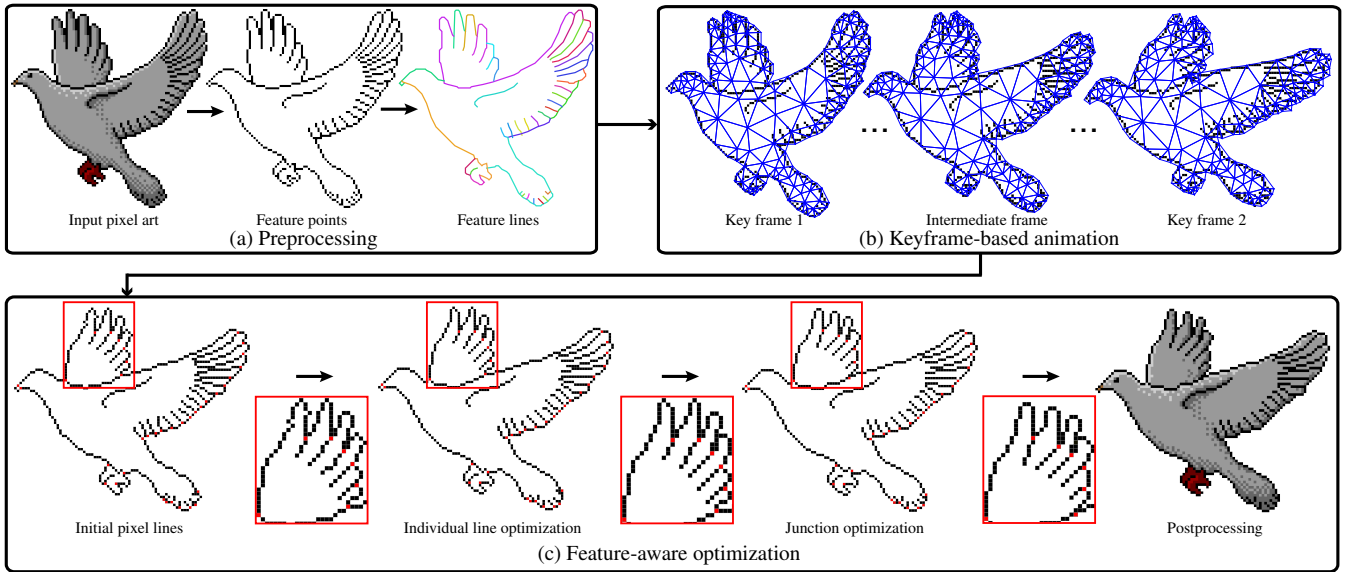 Input pixel art
Feature points
Feature lines
(a) Preprocessing
...
...
Key frame 1
Intermediate frame
Key frame 2
(b) Keyframe-based animation
Initial pixel lines
Individual line optimization
Junction optimization
Postprocessing
(c) Feature-aware optimization